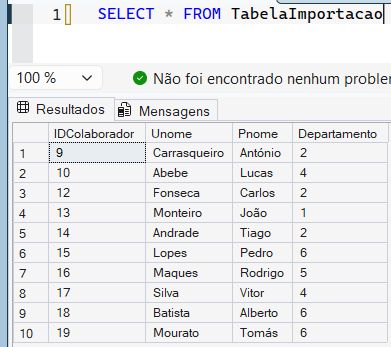 1 SELECT * FROM TabelaImportacao
100 % Não foi encontrado nenhum
Resultados Mensagens
IDColaborador Unome Pnome Departamento
1 9 Carrasqueiro António 2
2 10 Abebe Lucas 4
3 12 Fonseca Carlos 2
4 13 Monteiro João 1
5 14 Andrade Tiago 2
6 15 Lopes Pedro 6
7 16 Maques Rodrigo 5
8 17 Silva Vitor 4
9 18 Batista Alberto 6
10 19 Mourato Tomás 6